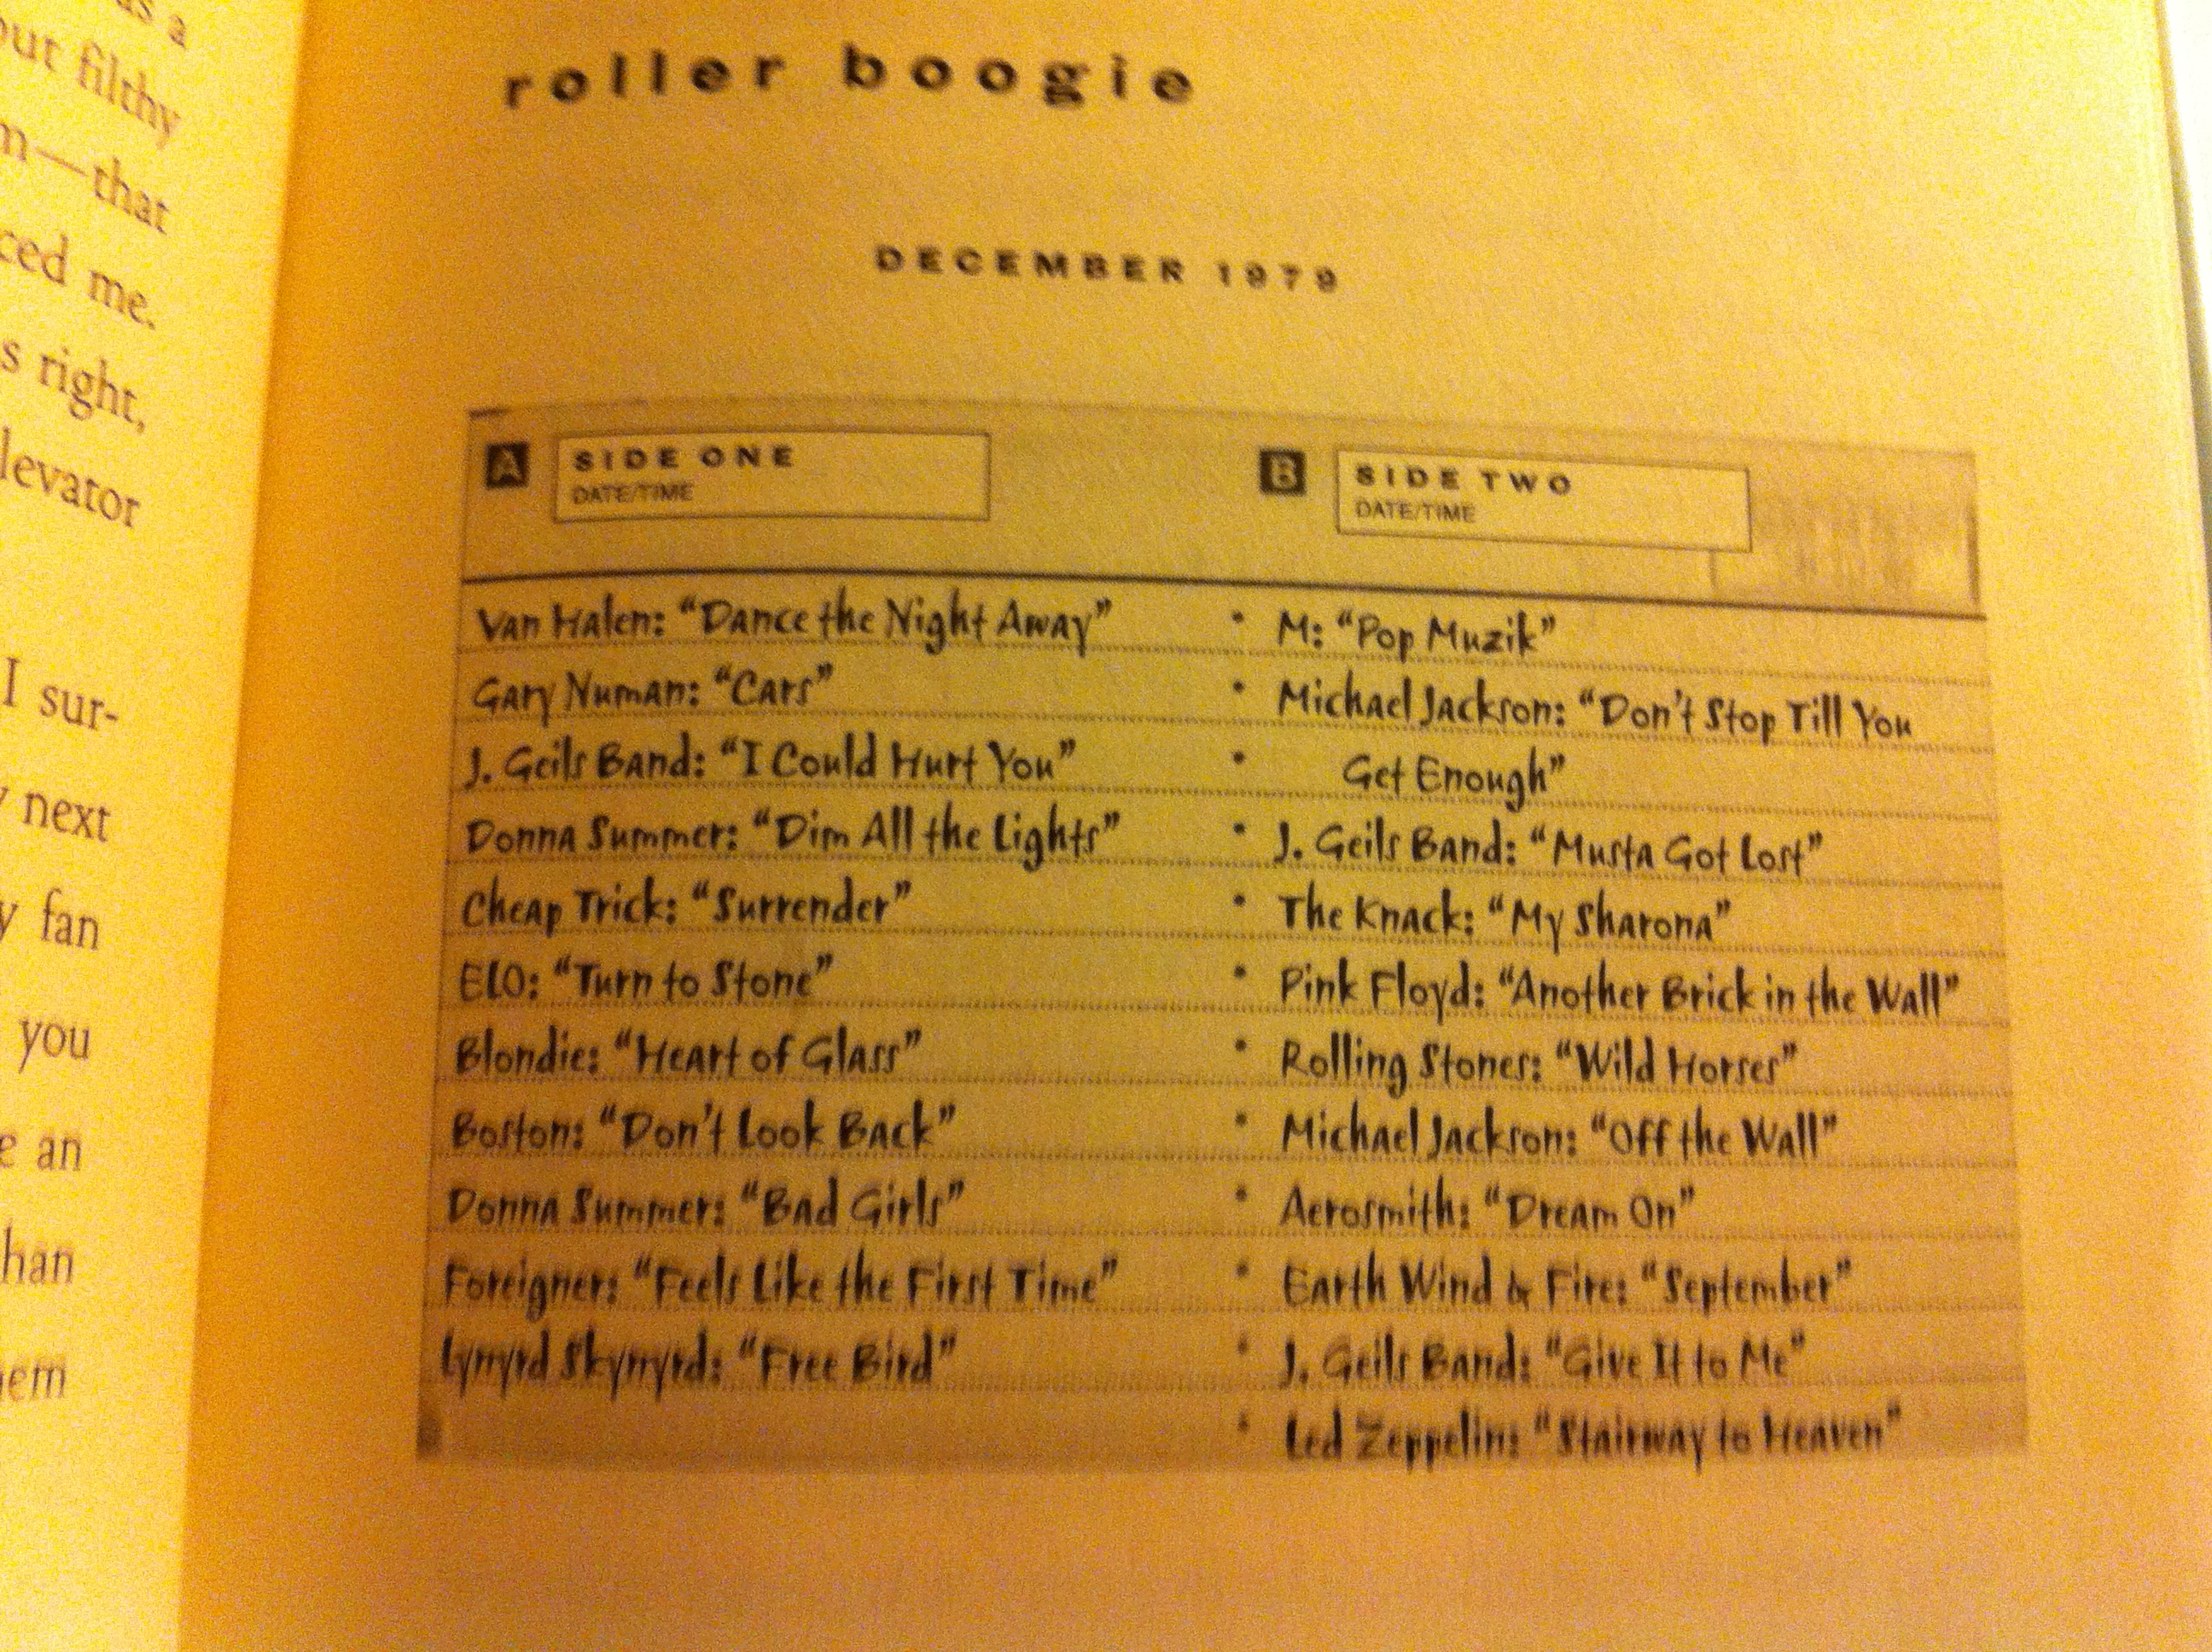 as a
out filthy
m—that
ced me.
s right,
levator
I sur-
next
y fan
you
e an
han
em
roller boogie
DECEMBER 1979
A SIDE ONE
DATE/TIME
Van Halen: “Dance the Night Away”
Gary Numan: “Cars”
J. Geils Band: “I Could Hurt You”
Donna Summer: “Dim All the Lights”
Cheap Trick: “Surrender”
ELO: “Turn to Stone”
Blondie: “Heart of Glass”
Boston: “Don’t Look Back”
Donna Summer: “Bad Girls”
Foreigner: “Feels Like the First Time”
Lynyrd Skynyrd: “Free Bird”
B SIDE TWO
DATE/TIME
• M: “Pop Muzik”
• Michael Jackson: “Don’t Stop Till You
• Get Enough”
• J. Geils Band: “Musta Got Lost”
• The Knack: “My Sharona”
• Pink Floyd: “Another Brick in the Wall”
• Rolling Stones: “Wild Horses”
• Michael Jackson: “Off the Wall”
• Aerosmith: “Dream On”
• Earth Wind & Fire: “September”
• J. Geils Band: “Give It to Me”
• Led Zeppelin: “Stairway to Heaven”